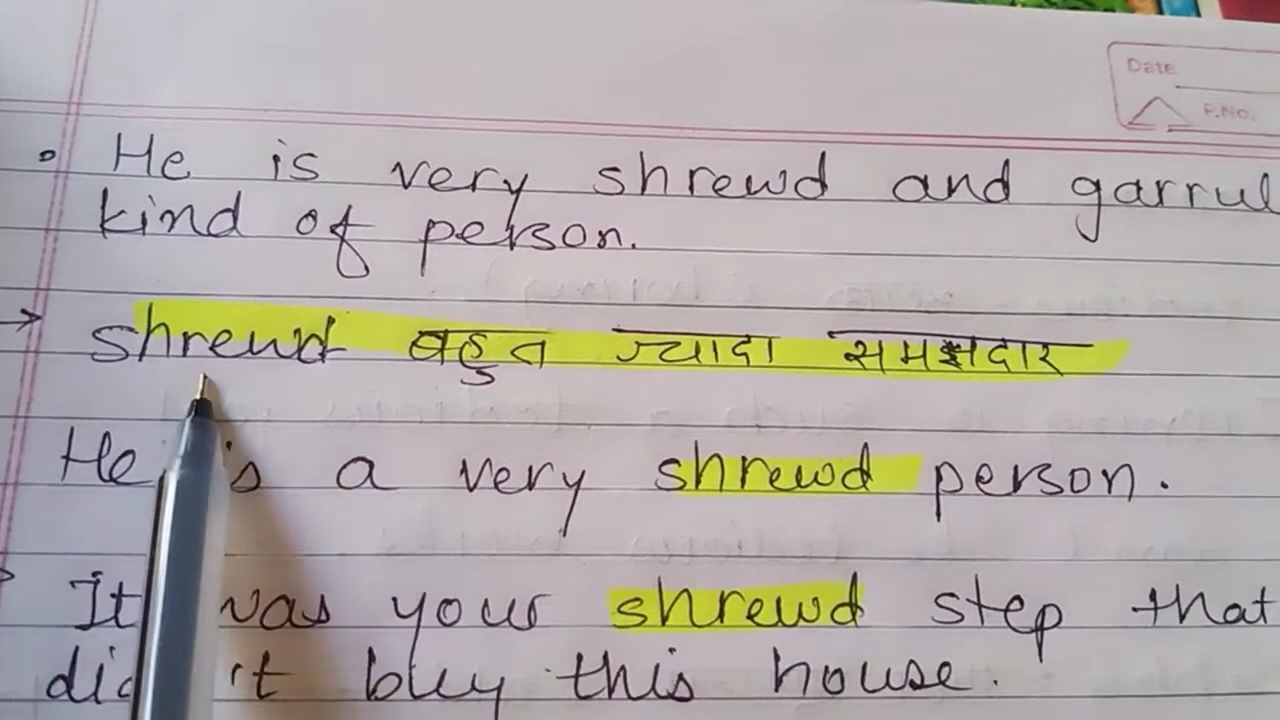 Date
P.No.
He is very shrewd and garrul
kind of person.
→ shrewd बहुत ज्यादा समझदार
He is a very shrewd person.
It was your shrewd step that
didn't buy this house.